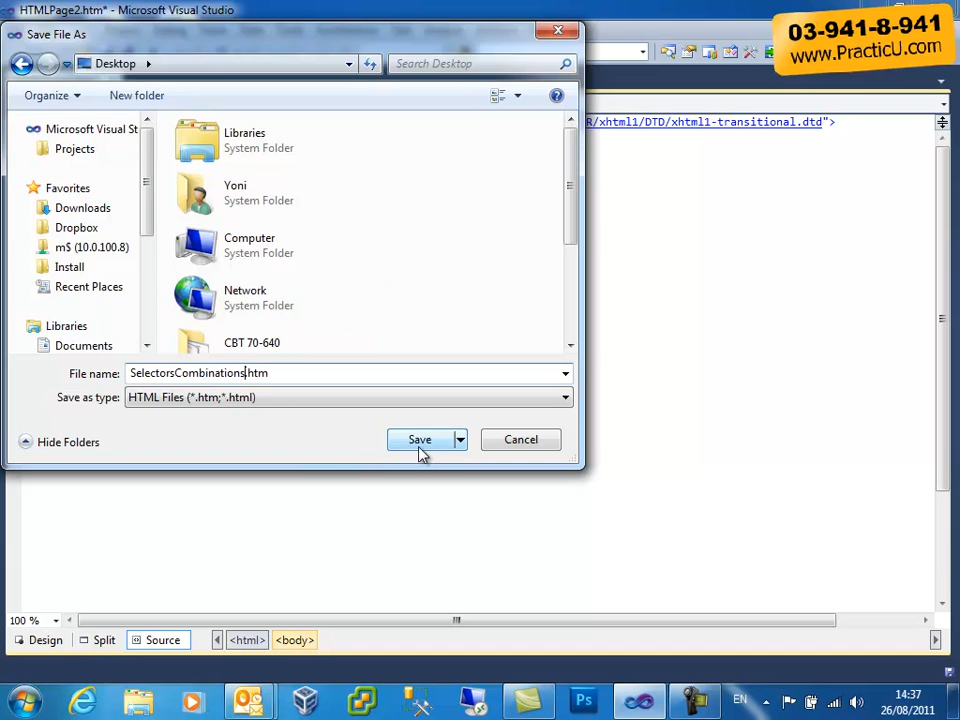 HTMLPage2.htm* - Microsoft Visual Studio
03-941-8-941
www.PracticU.com
Save File As
Desktop
Search Desktop
Organize
New folder
R/xhtml1/DTD/xhtml1-transitional.dtd">
Microsoft Visual St
Projects
Favorites
Downloads
Dropbox
m$ (10.0.100.8)
Install
Recent Places
Libraries
Documents
Libraries
System Folder
Yoni
System Folder
Computer
System Folder
Network
System Folder
CBT 70-640
File name:
SelectorsCombinations.htm
Save as type:
HTML Files (*.htm;*.html)
Hide Folders
Save
Cancel
100 %
Design
Split
Source
<html>
<body>
Ps
EN
14:37
26/08/2011